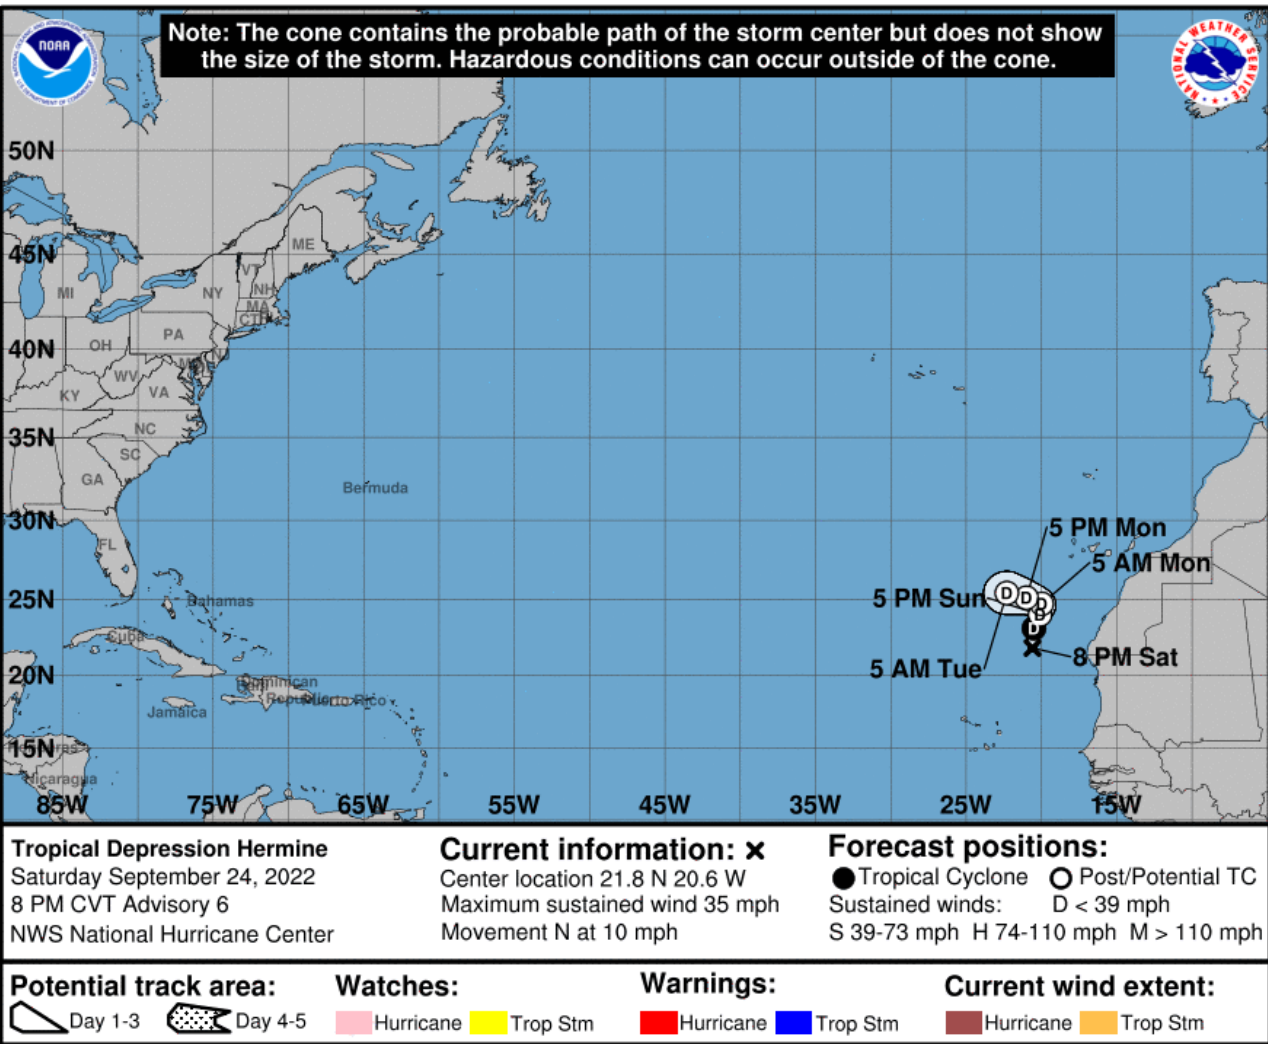 Note: The cone contains the probable path of the storm center but does not show
the size of the storm. Hazardous conditions can occur outside of the cone.
NOAA
NATIONAL WEATHER SERVICE
50N
45N
40N
35N
30N
25N
20N
15N
ME
VT
NH
MI
NY
MA
CT
PA
OH
WV
VA
KY
NC
SC
GA
FL
Bermuda
Bahamas
Cuba
Dominican
Republic
Puerto Rico
Jamaica
Nicaragua
5 PM Mon
5 AM Mon
5 PM Sun
5 AM Tue
8 PM Sat
D
D
D
D
D
85W
75W
65W
55W
45W
35W
25W
15W
Tropical Depression Hermine
Saturday September 24, 2022
8 PM CVT Advisory 6
NWS National Hurricane Center
Current information:
Center location 21.8 N 20.6 W
Maximum sustained wind 35 mph
Movement N at 10 mph
Forecast positions:
Tropical Cyclone Post/Potential TC
Sustained winds: D < 39 mph
S 39-73 mph H 74-110 mph M > 110 mph
Potential track area:
Day 1-3 Day 4-5
Watches:
Hurricane Trop Stm
Warnings:
Hurricane Trop Stm
Current wind extent:
Hurricane Trop Stm